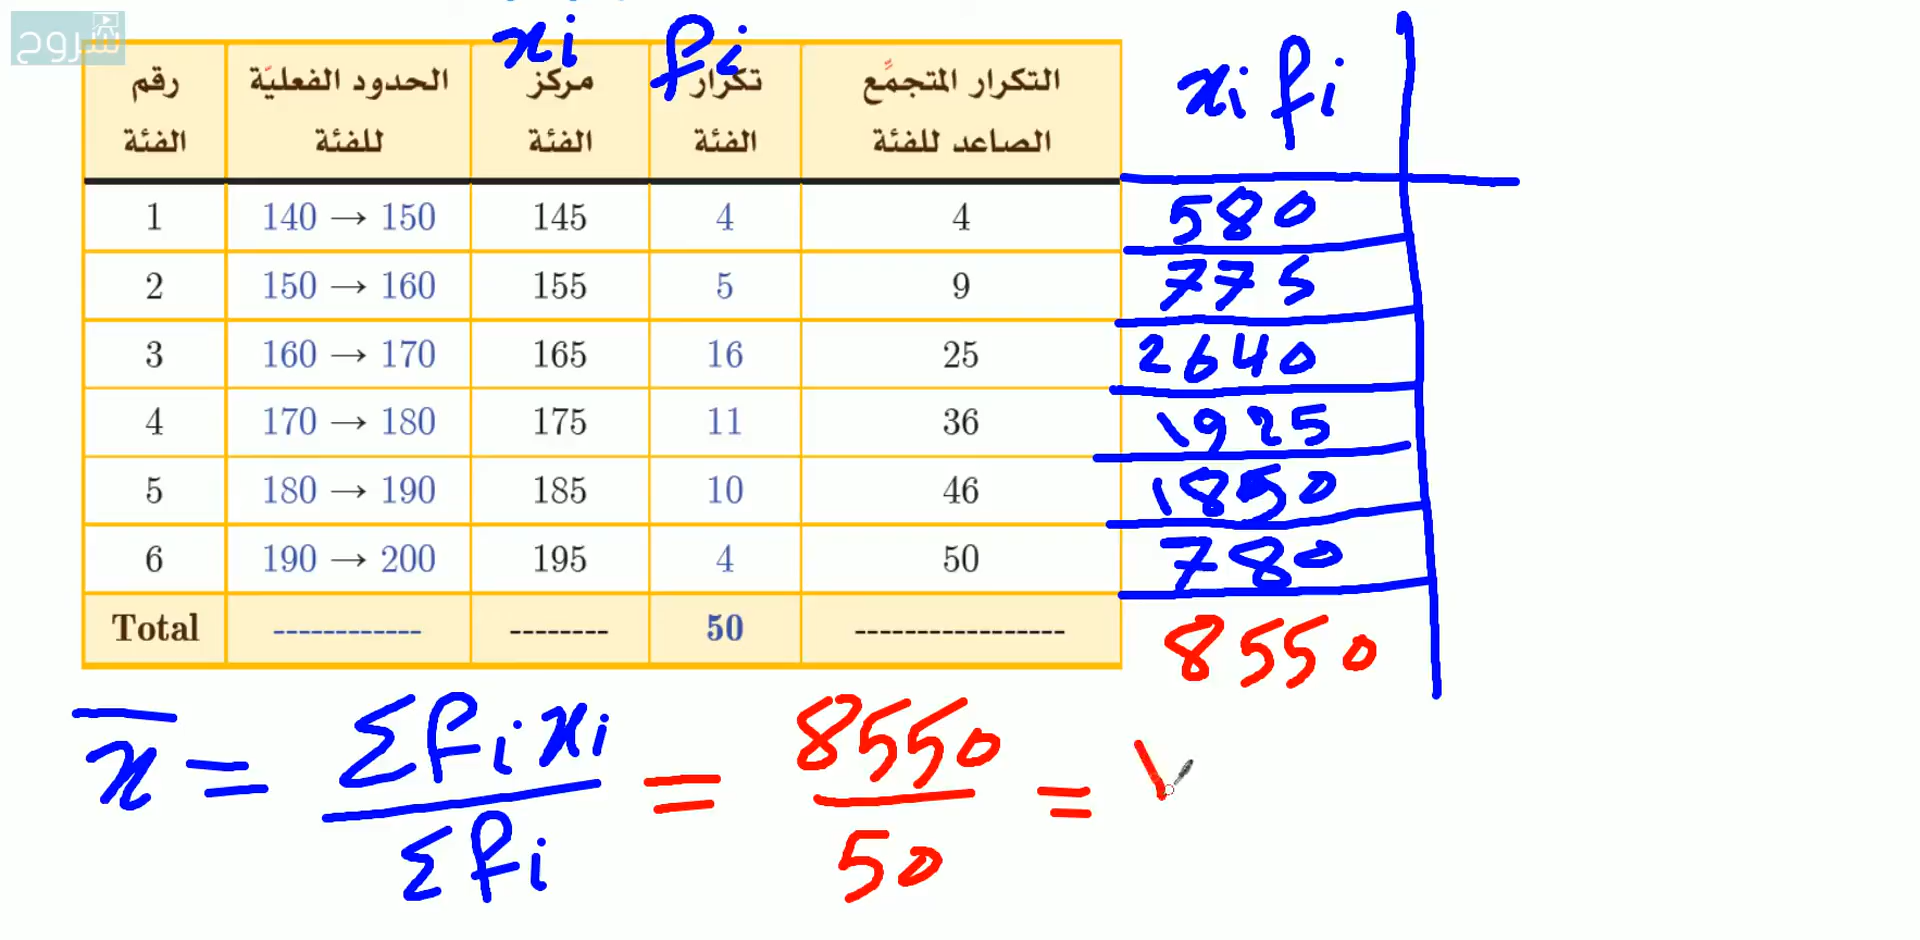 شروح
xi fi xi fi
رقم الفئة الحدود الفعليّة للفئة مركز الفئة تكرار الفئة التكرار المتجمّع الصاعد للفئة
1 140 → 150 145 4 4 580
2 150 → 160 155 5 9 775
3 160 → 170 165 16 25 2640
4 170 → 180 175 11 36 1925
5 180 → 190 185 10 46 1850
6 190 → 200 195 4 50 780
Total ------------ -------- 50 ----------------- 8550
x̄ = Σ fi xi / Σ fi = 8550 / 50 =